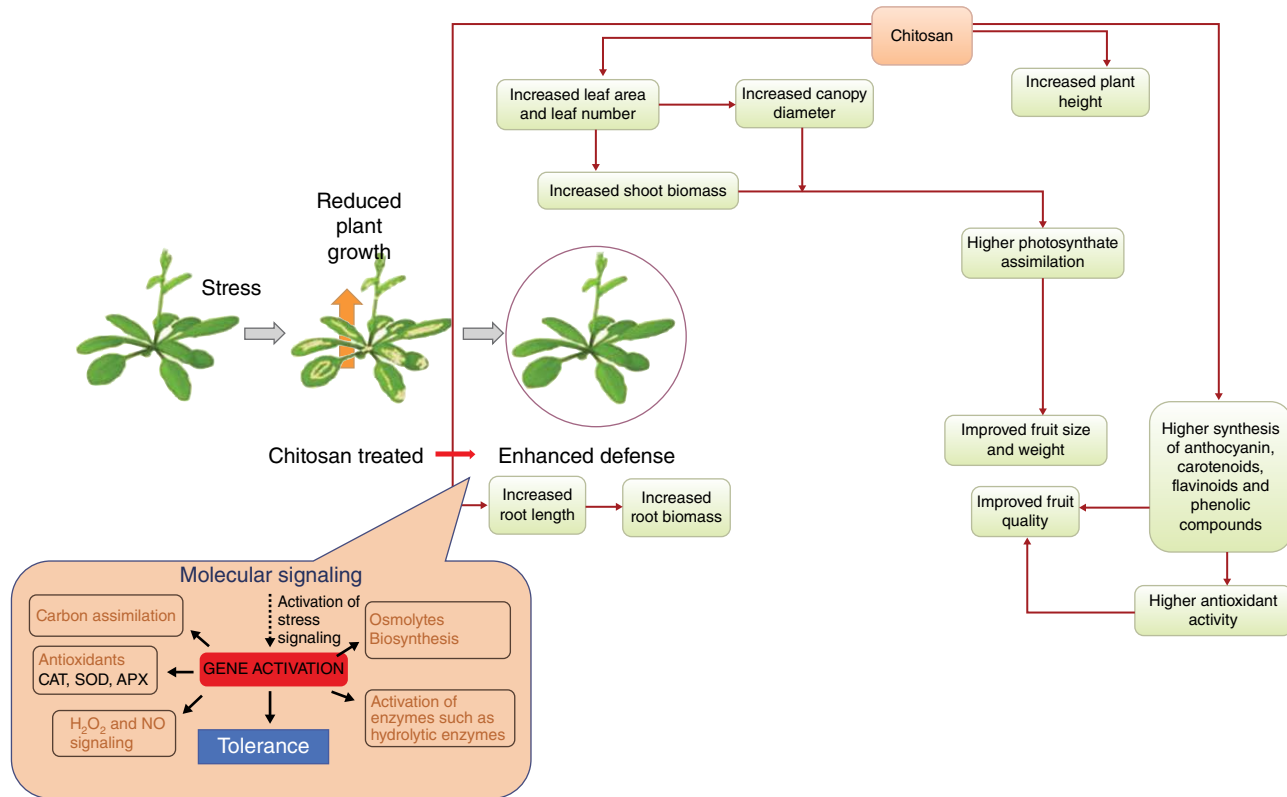 Chitosan
Increased leaf area
and leaf number
Increased canopy
diameter
Increased plant
height
Increased shoot biomass
Reduced
plant
growth
Higher photosynthate
assimilation
Stress
Improved fruit size
and weight
Higher synthesis
of anthocyanin,
carotenoids,
flavinoids and
phenolic
compounds
Chitosan treated
Enhanced defense
Increased
root length
Increased
root biomass
Improved fruit
quality
Higher antioxidant
activity
Molecular signaling
Activation of
stress
signaling
Carbon assimilation
Osmolytes
Biosynthesis
Antioxidants
CAT, SOD, APX
GENE ACTIVATION
H₂O₂ and NO
signaling
Activation of
enzymes such as
hydrolytic enzymes
Tolerance